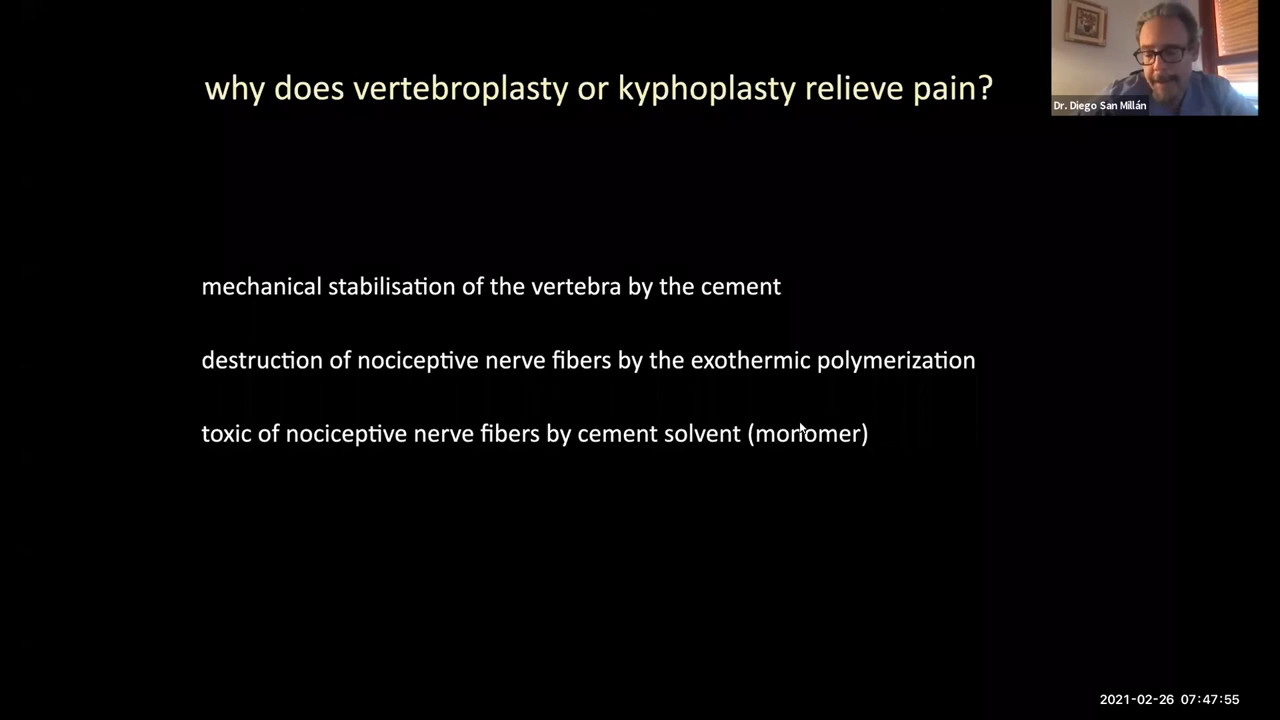 why does vertebroplasty or kyphoplasty relieve pain?
Dr. Diego San Millán
mechanical stabilisation of the vertebra by the cement
destruction of nociceptive nerve fibers by the exothermic polymerization
toxic of nociceptive nerve fibers by cement solvent (monomer)
2021-02-26 07:47:55